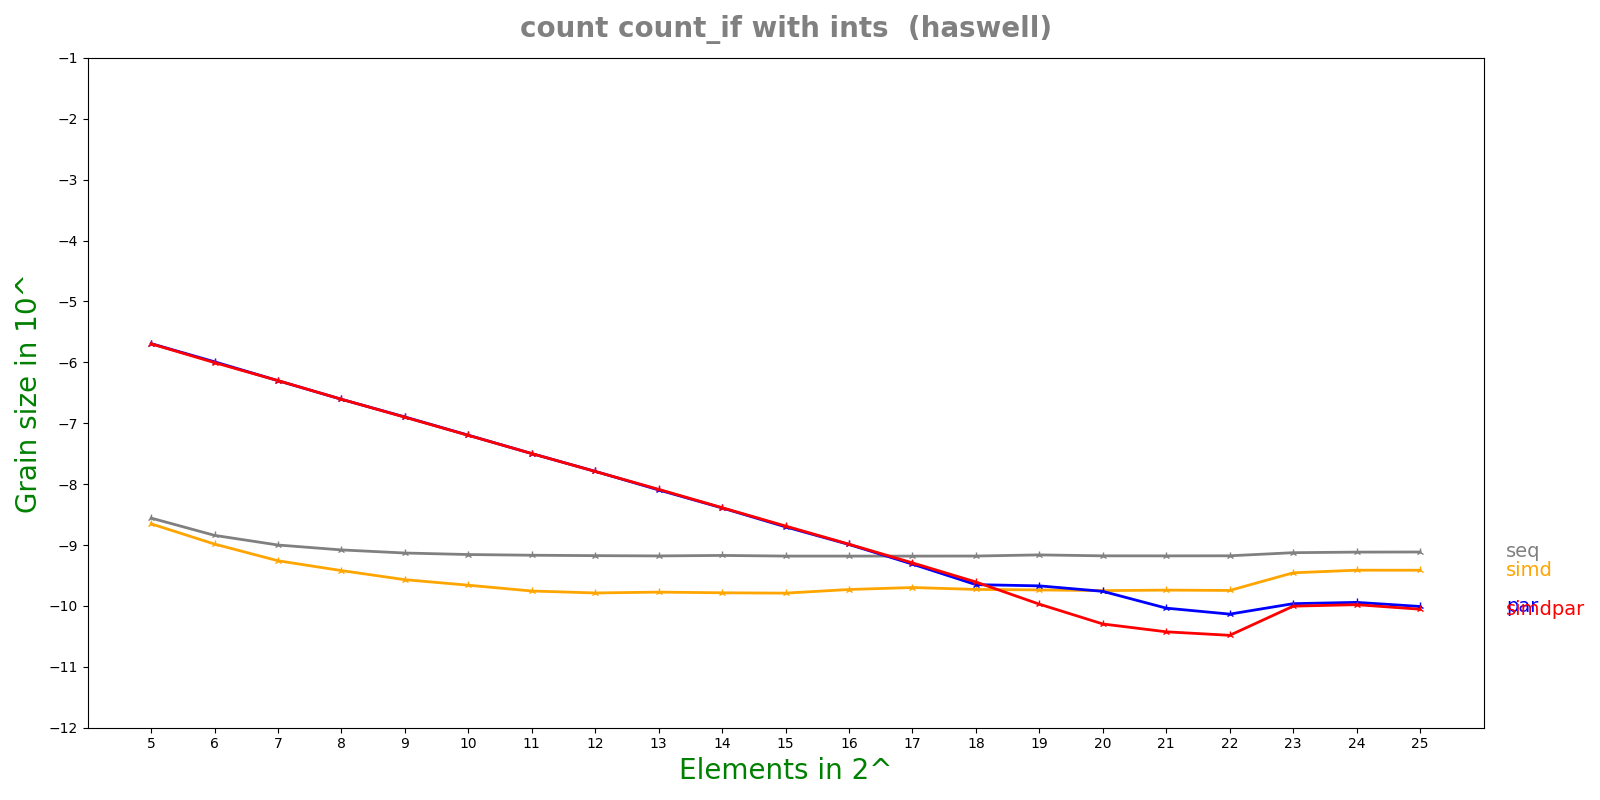 count count_if with ints  (haswell)
Grain size in 10^
−1
−2
−3
−4
−5
−6
−7
−8
−9
−10
−11
−12
seq
simd
par
simdpar
5 6 7 8 9 10 11 12 13 14 15 16 17 18 19 20 21 22 23 24 25
Elements in 2^